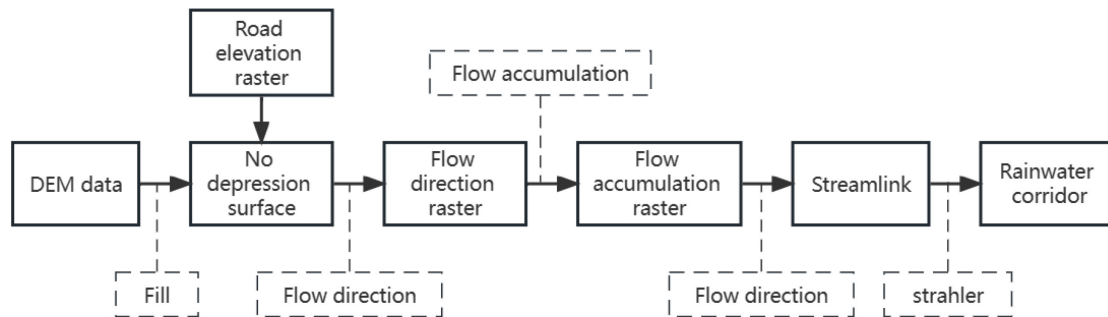 Road
elevation
raster
Flow accumulation
DEM data
No
depression
surface
Flow
direction
raster
Flow
accumulation
raster
Streamlink
Rainwater
corridor
Fill
Flow direction
Flow direction
strahler